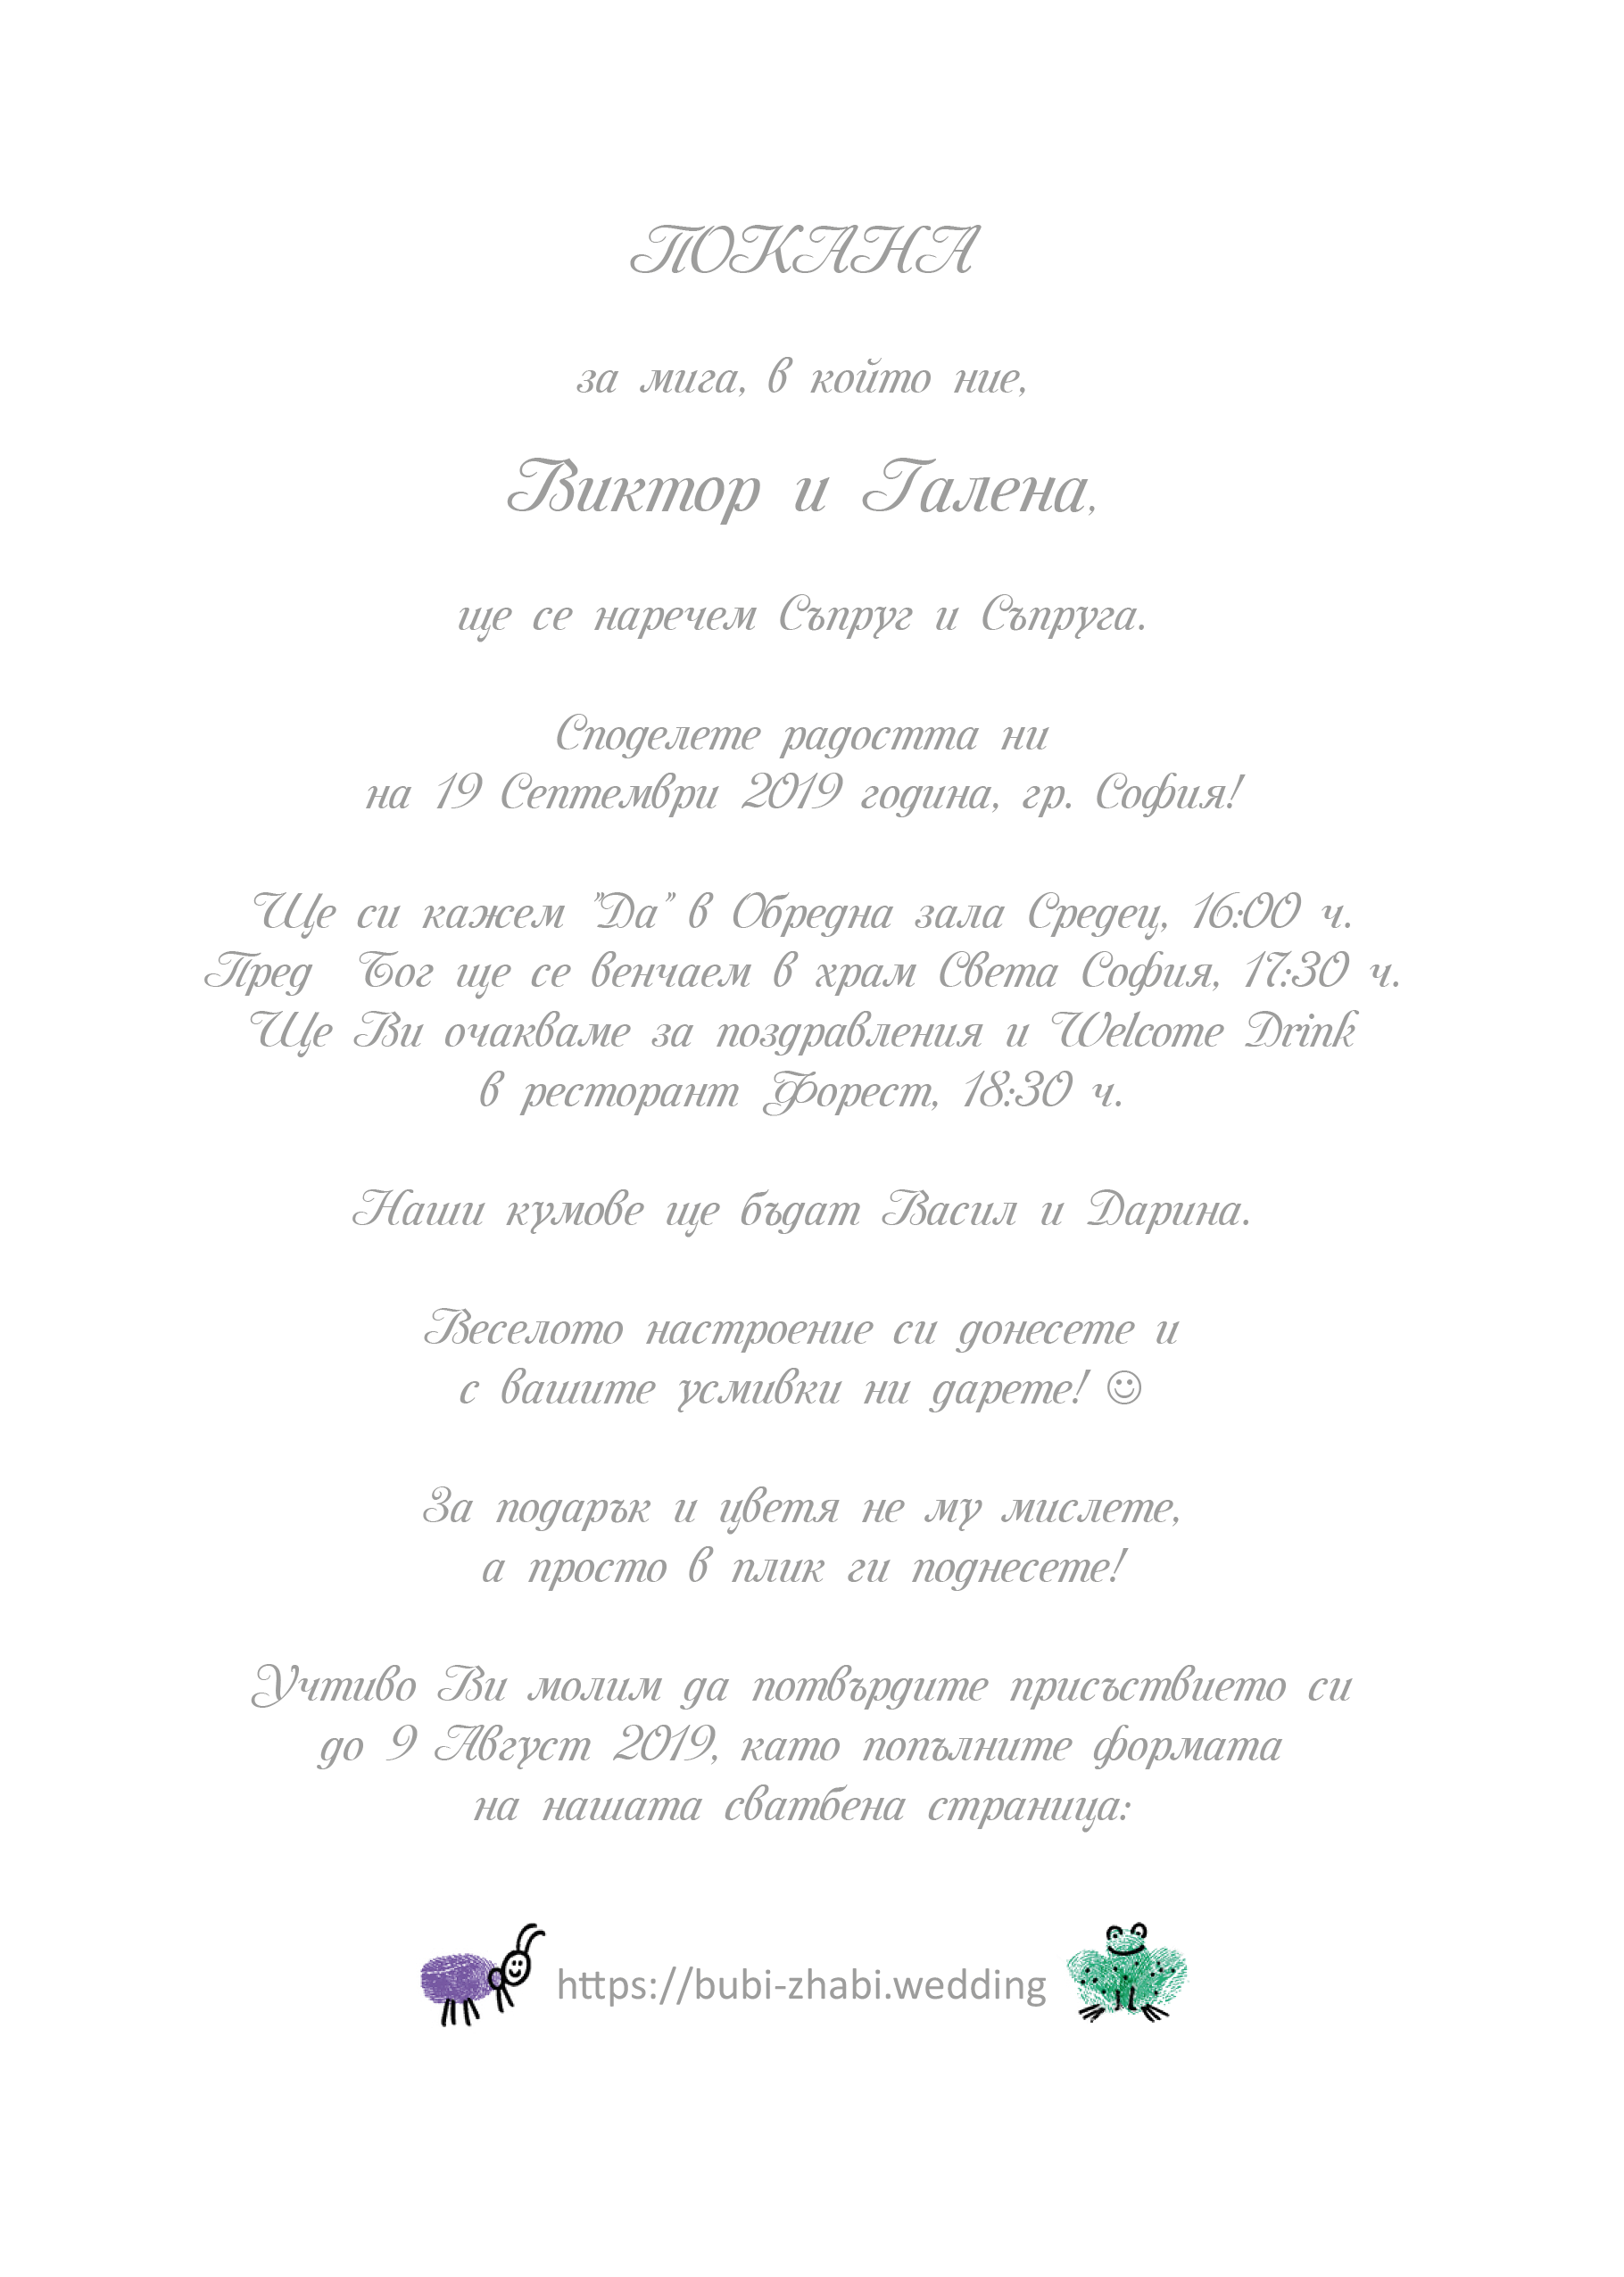 ПОКАНА
за мига, в който ние,
Виктор и Галена,
ще се наречем Съпруг и Съпруга.
Споделете радостта ни
на 19 Септември 2019 година, гр. София!
Ще си кажем "Да" в Обредна зала Средец, 16:00 ч.
Пред Бог ще се венчаем в храм Света София, 17:30 ч.
Ще Ви очакваме за поздравления и Welcome Drink
в ресторант Форест, 18:30 ч.
Наши кумове ще бъдат Васил и Дарина.
Веселото настроение си донесете и
с вашите усмивки ни дарете! ☺
За подарък и цветя не му мислете,
а просто в плик ги поднесете!
Учтиво Ви молим да потвърдите присъствието си
до 9 Август 2019, като попълните формата
на нашата сватбена страница:
https://bubi-zhabi.wedding